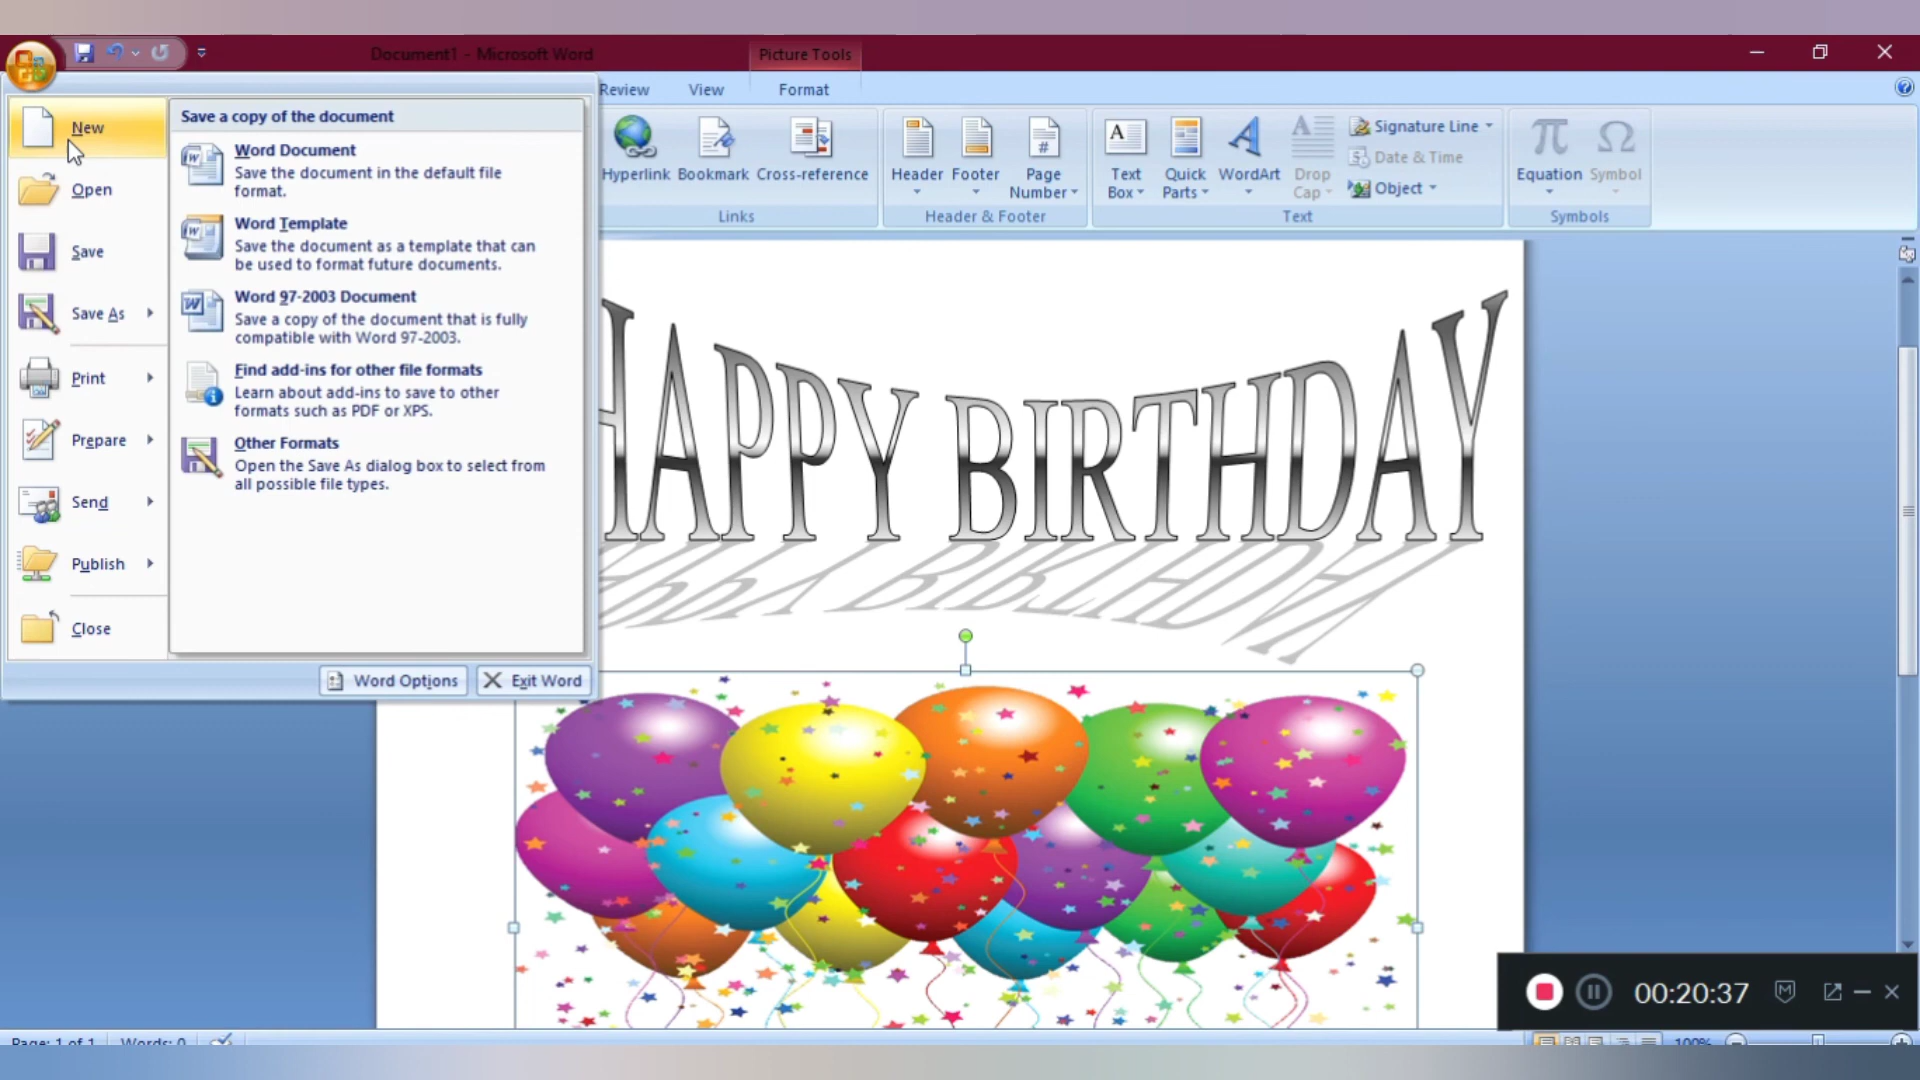 Document1 - Microsoft Word
Picture Tools
Review View Format
New
Open
Save
Save As
Print
Prepare
Send
Publish
Close
Save a copy of the document
Word Document
Save the document in the default file
format.
Word Template
Save the document as a template that can
be used to format future documents.
Word 97-2003 Document
Save a copy of the document that is fully
compatible with Word 97-2003.
Find add-ins for other file formats
Learn about add-ins to save to other
formats such as PDF or XPS.
Other Formats
Open the Save As dialog box to select from
all possible file types.
Word Options
Exit Word
Hyperlink Bookmark Cross-reference
Links
Header Footer Page
Number
Header & Footer
Text
Box
Quick
Parts
WordArt
Drop
Cap
Signature Line
Date & Time
Object
Text
Equation Symbol
Symbols
HAPPY BIRTHDAY
00:20:37
Page: 1 of 1 Words: 0
100%